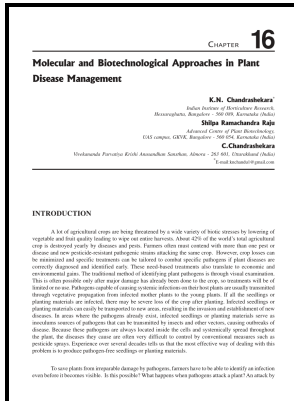 CHAPTER 16
Molecular and Biotechnological Approaches in Plant
Disease Management
K.N. Chandrashekara*
Indian Institute of Horticulture Research,
Hessaraghatta, Bangalore - 560 089, Karnataka (India)
Shilpa Ramachandra Raju
Advanced Centre of Plant Biotechnology,
UAS campus, GKVK, Bangalore - 560 054, Karnataka (India)
C.Chandrashekara
Vivekananda Parvatiya Krishi Anusandhan Sansthan, Almora - 263 601, Uttarakhand (India)
*E.mail.knchandu1@gmail.com
INTRODUCTION
A lot of agricultural crops are being threatened by a wide variety of biotic stresses by lowering of
vegetable and fruit quality leading to wipe out entire harvests. About 42% of the world's total agricultural
crop is destroyed yearly by diseases and pests. Farmers often must contend with more than one pest or
disease and new pesticide-resistant pathogenic strains attacking the same crop. However, crop losses can
be minimized and specific treatments can be tailored to combat specific pathogens if plant diseases are
correctly diagnosed and identified early. These need-based treatments also translate to economic and
environmental gains. The traditional method of identifying plant pathogens is through visual examination.
This is often possible only after major damage has already been done to the crop, so treatments will be of
limited or no use. Pathogens capable of causing systemic infections on their host plants are usually transmitted
through vegetative propagation from infected mother plants to the young plants. If all the seedlings or
planting materials are infected, there may be severe loss of the crop after planting. Infected seedlings or
planting materials can easily be transported to new areas, resulting in the invasion and establishment of new
diseases. In areas where the pathogens already exist, infected seedlings or planting materials serve as
inoculums sources of pathogens that can be transmitted by insects and other vectors, causing outbreaks of
disease. Because these pathogens are always located inside the cells and systemically spread throughout
the plant, the diseases they cause are often very difficult to control by conventional measures such as
pesticide sprays. Experience over several decades tells us that the most effective way of dealing with this
problem is to produce pathogen-free seedlings or planting materials.
To save plants from irreparable damage by pathogens, farmers have to be able to identify an infection
even before it becomes visible. Is this possible? What happens when pathogens attack a plant? An attack by